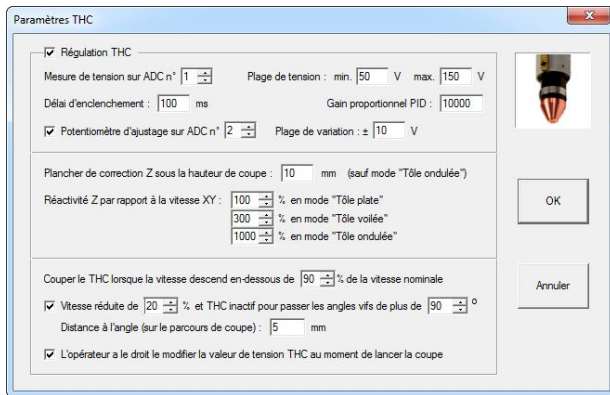 Paramètres THC
Régulation THC
Mesure de tension sur ADC n° 1 Plage de tension : min. 50 V max. 150 V
Délai d'enclenchement : 100 ms Gain proportionnel PID : 10000
Potentiomètre d'ajustage sur ADC n° 2 Plage de variation : ± 10 V
Plancher de correction Z sous la hauteur de coupe : 10 mm (sauf mode "Tôle ondulée")
Réactivité Z par rapport à la vitesse XY : 100 % en mode "Tôle plate"
300 % en mode "Tôle voilée"
1000 % en mode "Tôle ondulée"
OK
Couper le THC lorsque la vitesse descend en-dessous de 90 % de la vitesse nominale
Annuler
Vitesse réduite de 20 % et THC inactif pour passer les angles vifs de plus de 90 °
Distance à l'angle (sur le parcours de coupe) : 5 mm
L'opérateur a le droit le modifier la valeur de tension THC au moment de lancer la coupe